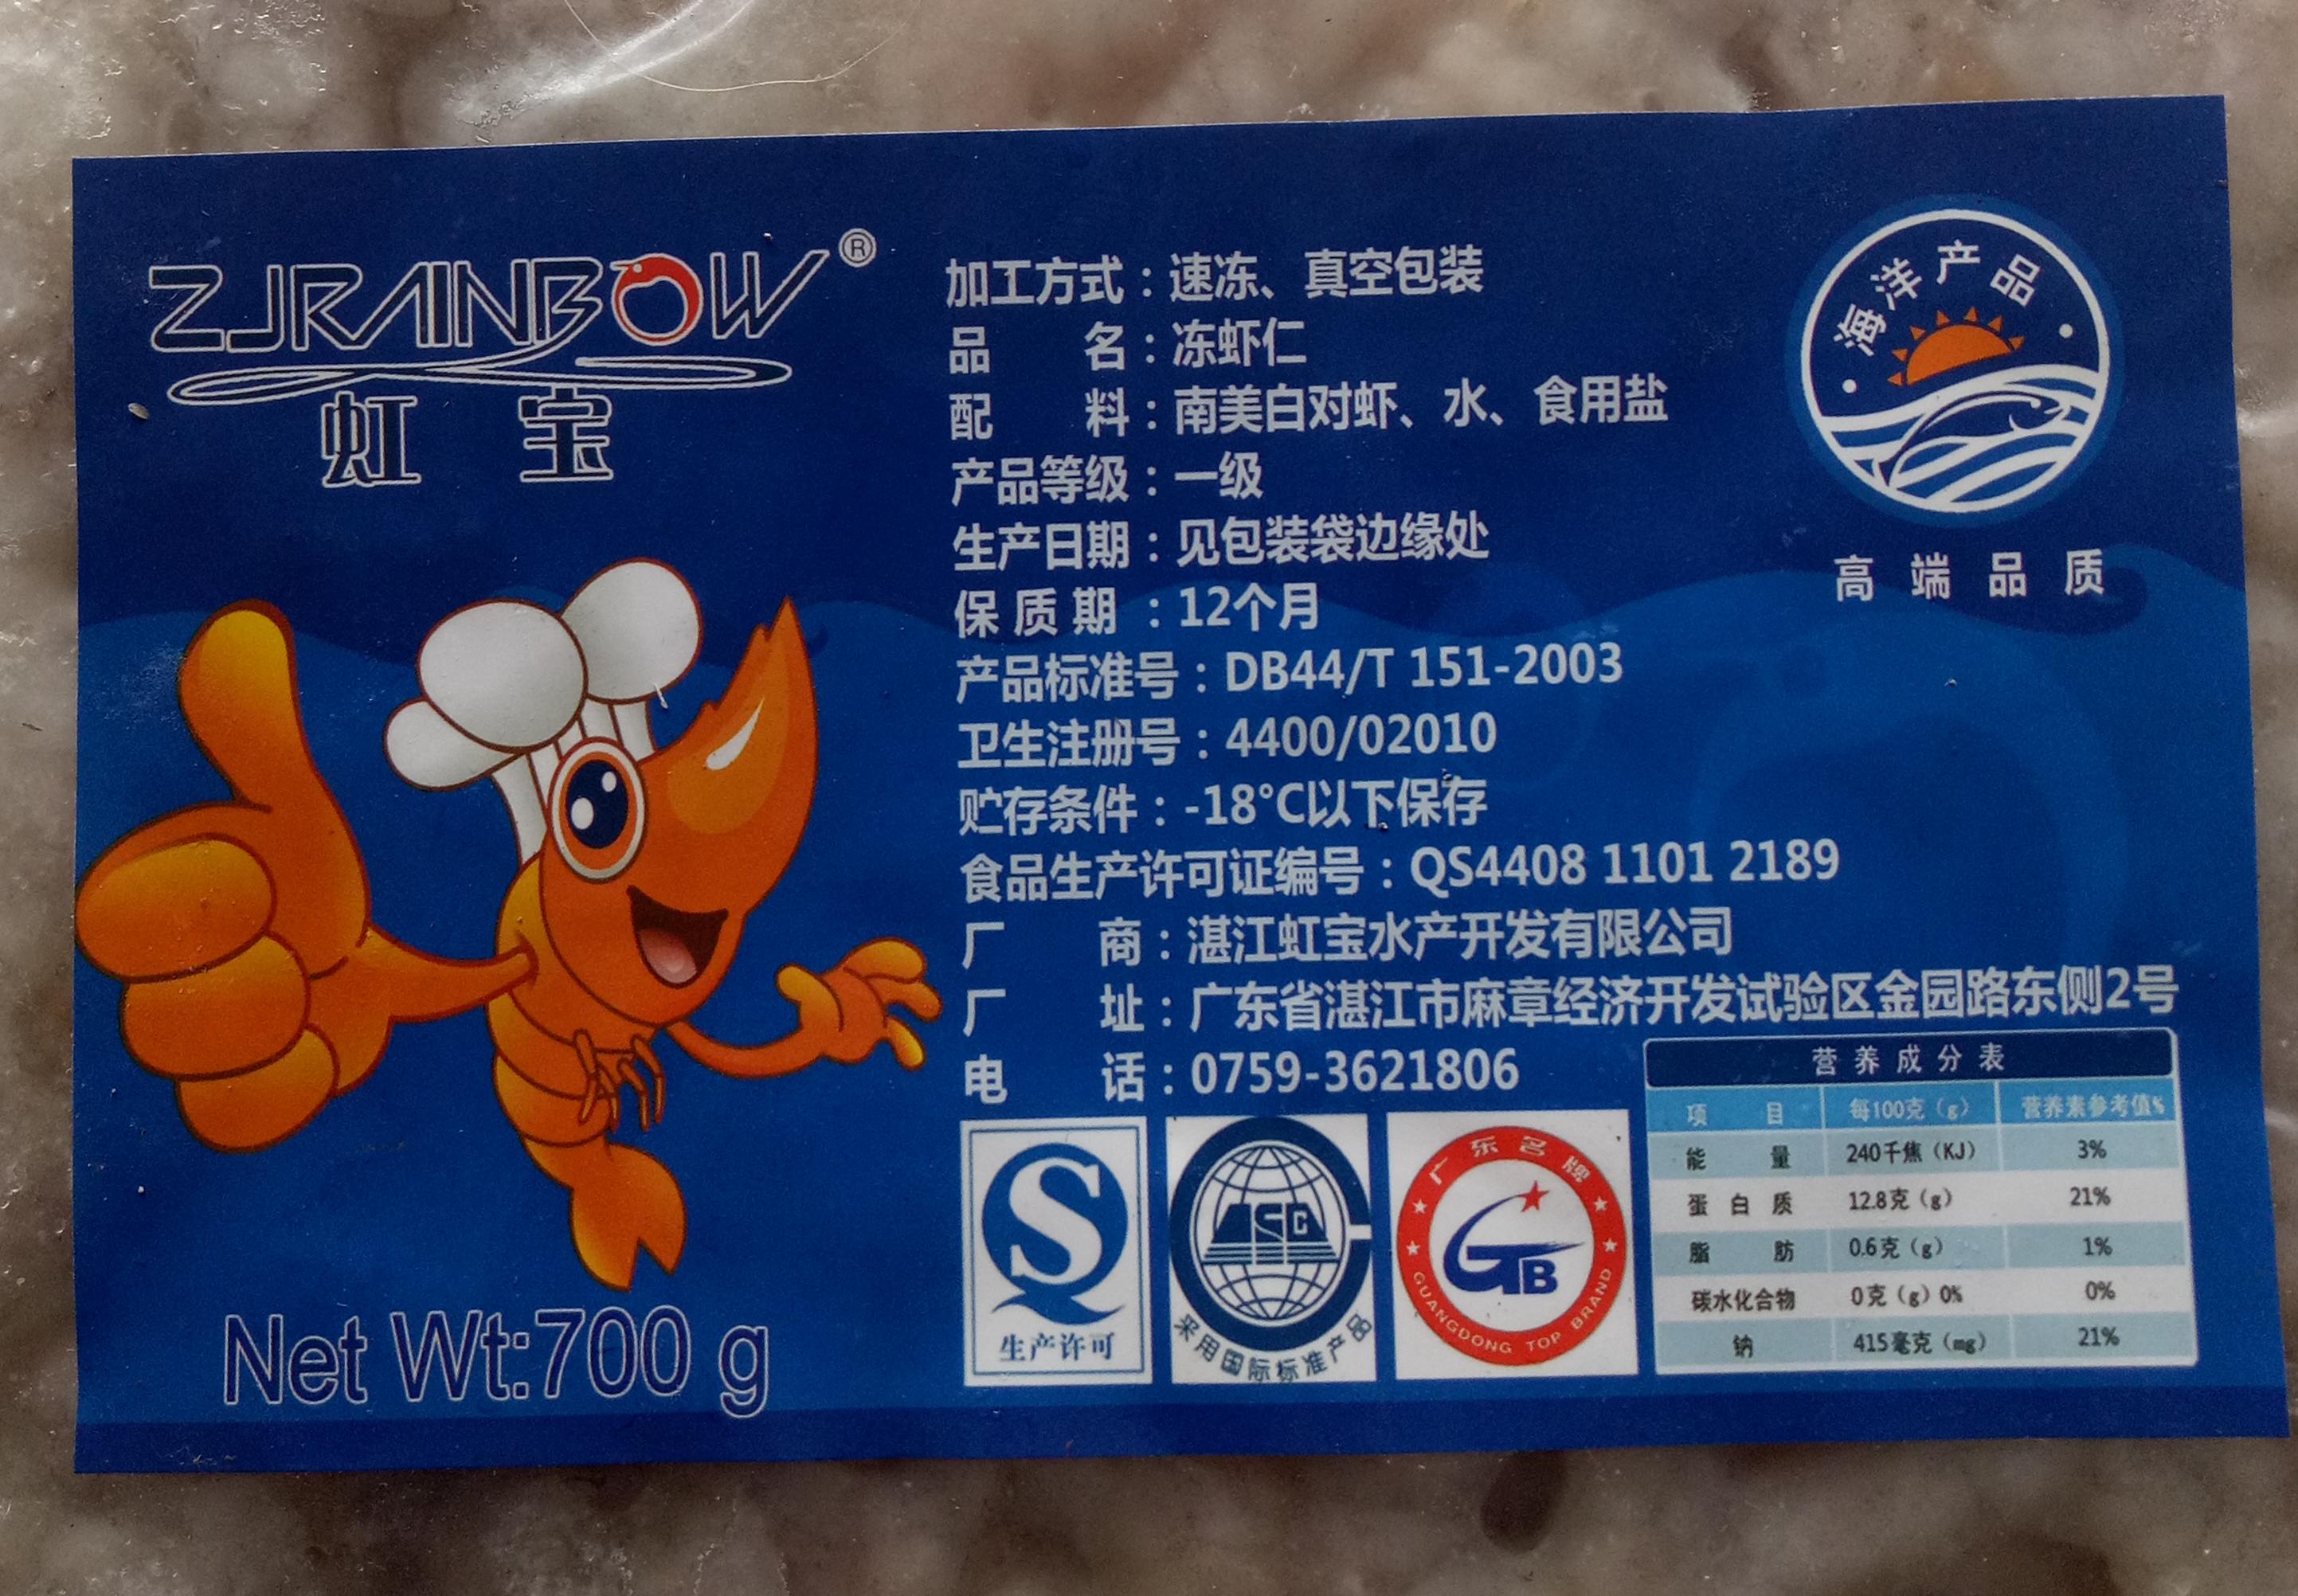 ZJRAINBOW®
虹 宝
Net Wt:700 g
加工方式：速冻、真空包装
品 名：冻虾仁
配 料：南美白对虾、水、食用盐
产品等级：一级
生产日期：见包装袋边缘处
保 质 期 ：12个月
产品标准号：DB44/T 151-2003
卫生注册号：4400/02010
贮存条件：-18°C以下保存
食品生产许可证编号：QS4408 1101 2189
厂 商：湛江虹宝水产开发有限公司
厂 址：广东省湛江市麻章经济开发试验区金园路东侧2号
电 话：0759-3621806
海洋产品
高 端 品 质
S
生产许可
采用国际标准产品
广东名牌
GTB
GUANGDONG TOP BRAND
营 养 成 分 表
项 目 每100克（g） 营养素参考值%
能 量 240千焦（KJ） 3%
蛋 白 质 12.8克（g） 21%
脂 肪 0.6克（g） 1%
碳水化合物 0克（g）0% 0%
钠 415毫克（mg） 21%